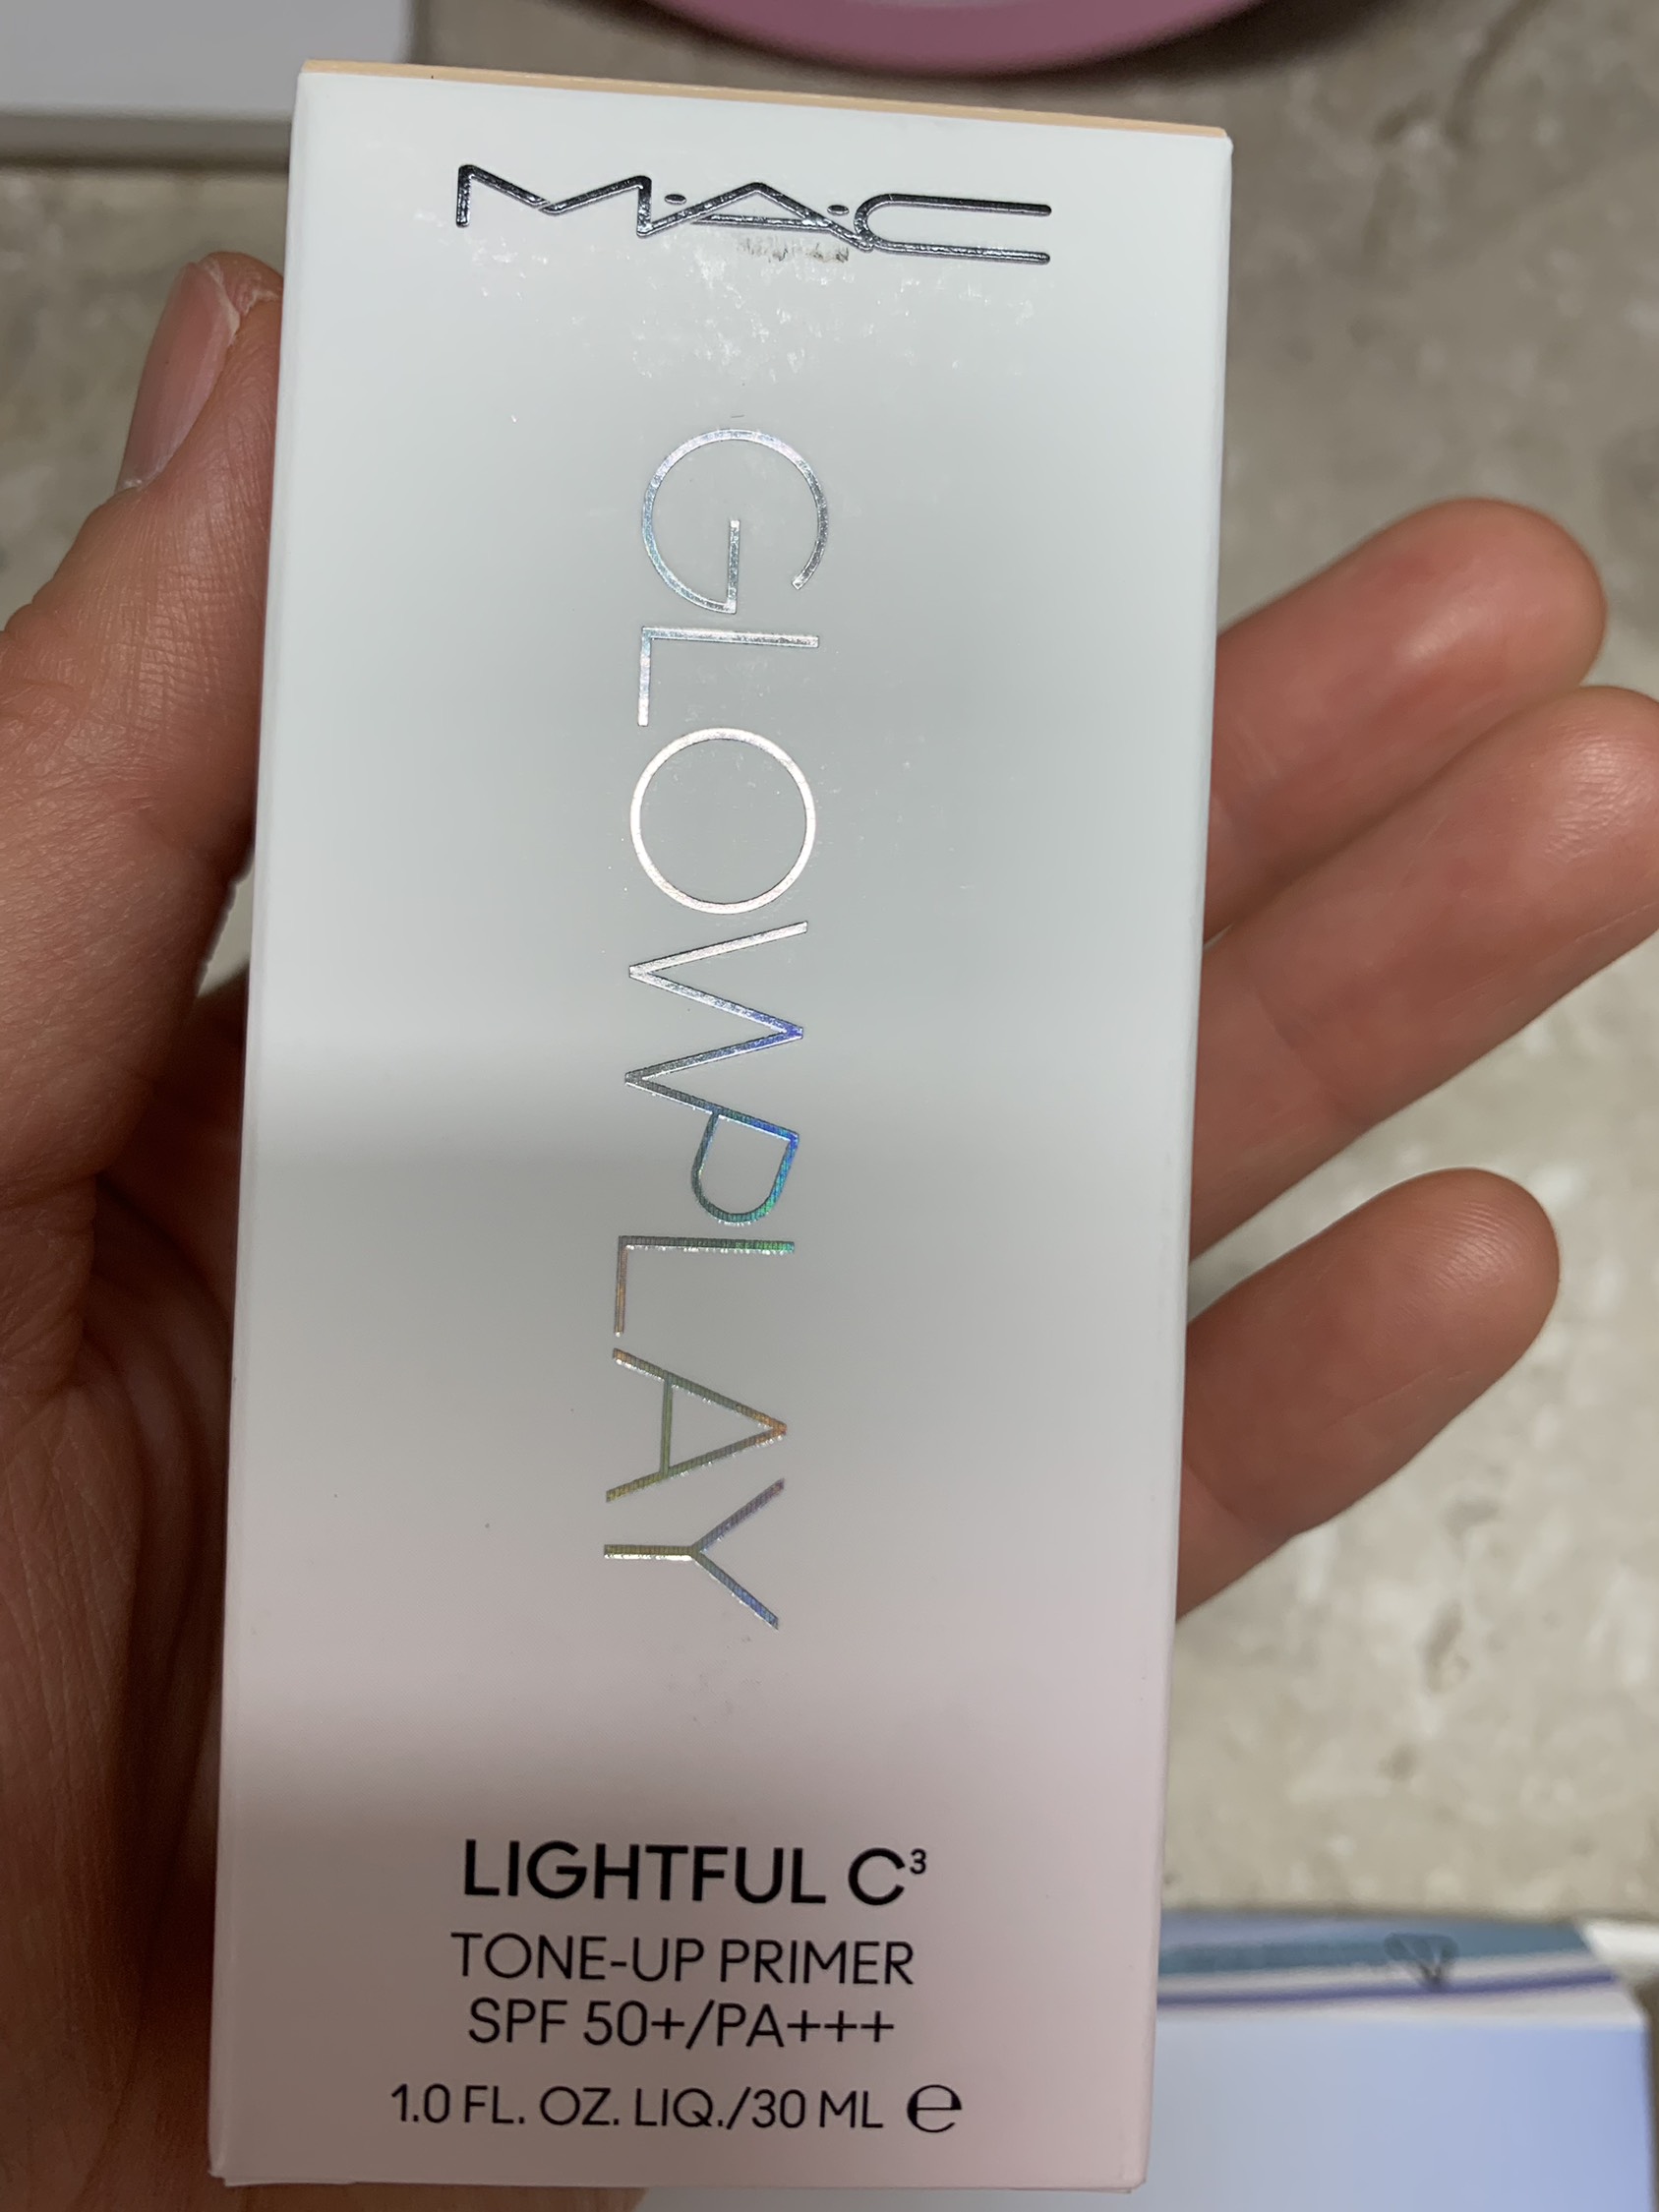 M·A·C
GLOWPLAY
LIGHTFUL C³
TONE-UP PRIMER
SPF 50+/PA+++
1.0 FL. OZ. LIQ./30 ML ℮